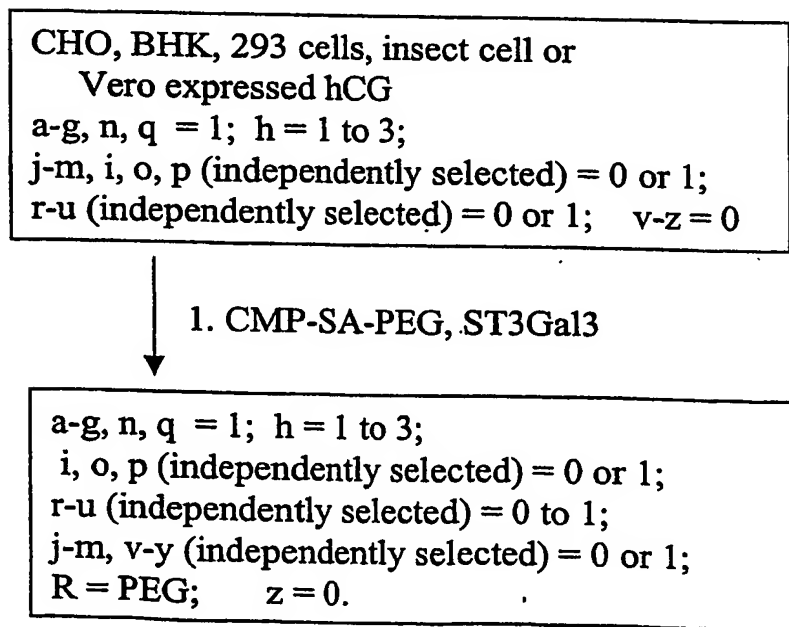 CHO, BHK, 293 cells, insect cell or
Vero expressed hCG
a-g, n, q = 1; h = 1 to 3;
j-m, i, o, p (independently selected) = 0 or 1;
r-u (independently selected) = 0 or 1; v-z = 0
1. CMP-SA-PEG, ST3Gal3
a-g, n, q = 1; h = 1 to 3;
i, o, p (independently selected) = 0 or 1;
r-u (independently selected) = 0 to 1;
j-m, v-y (independently selected) = 0 or 1;
R = PEG; z = 0.